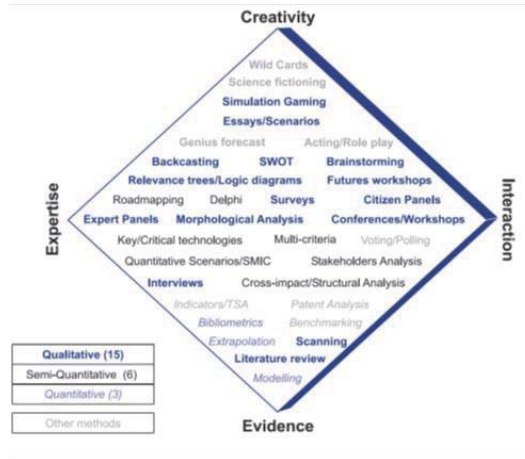 Creativity
Wild Cards
Science fictioning
Simulation Gaming
Essays/Scenarios
Genius forecast Acting/Role play
Backcasting SWOT Brainstorming
Relevance trees/Logic diagrams Futures workshops
Roadmapping Delphi Surveys Citizen Panels
Expert Panels Morphological Analysis Conferences/Workshops
Key/Critical technologies Multi-criteria Voting/Polling
Quantitative Scenarios/SMIC Stakeholders Analysis
Interviews Cross-impact/Structural Analysis
Indicators/TSA Patent Analysis
Bibliometrics Benchmarking
Extrapolation Scanning
Literature review
Modelling
Evidence
Expertise
Interaction
Qualitative (15)
Semi-Quantitative (6)
Quantitative (3)
Other methods